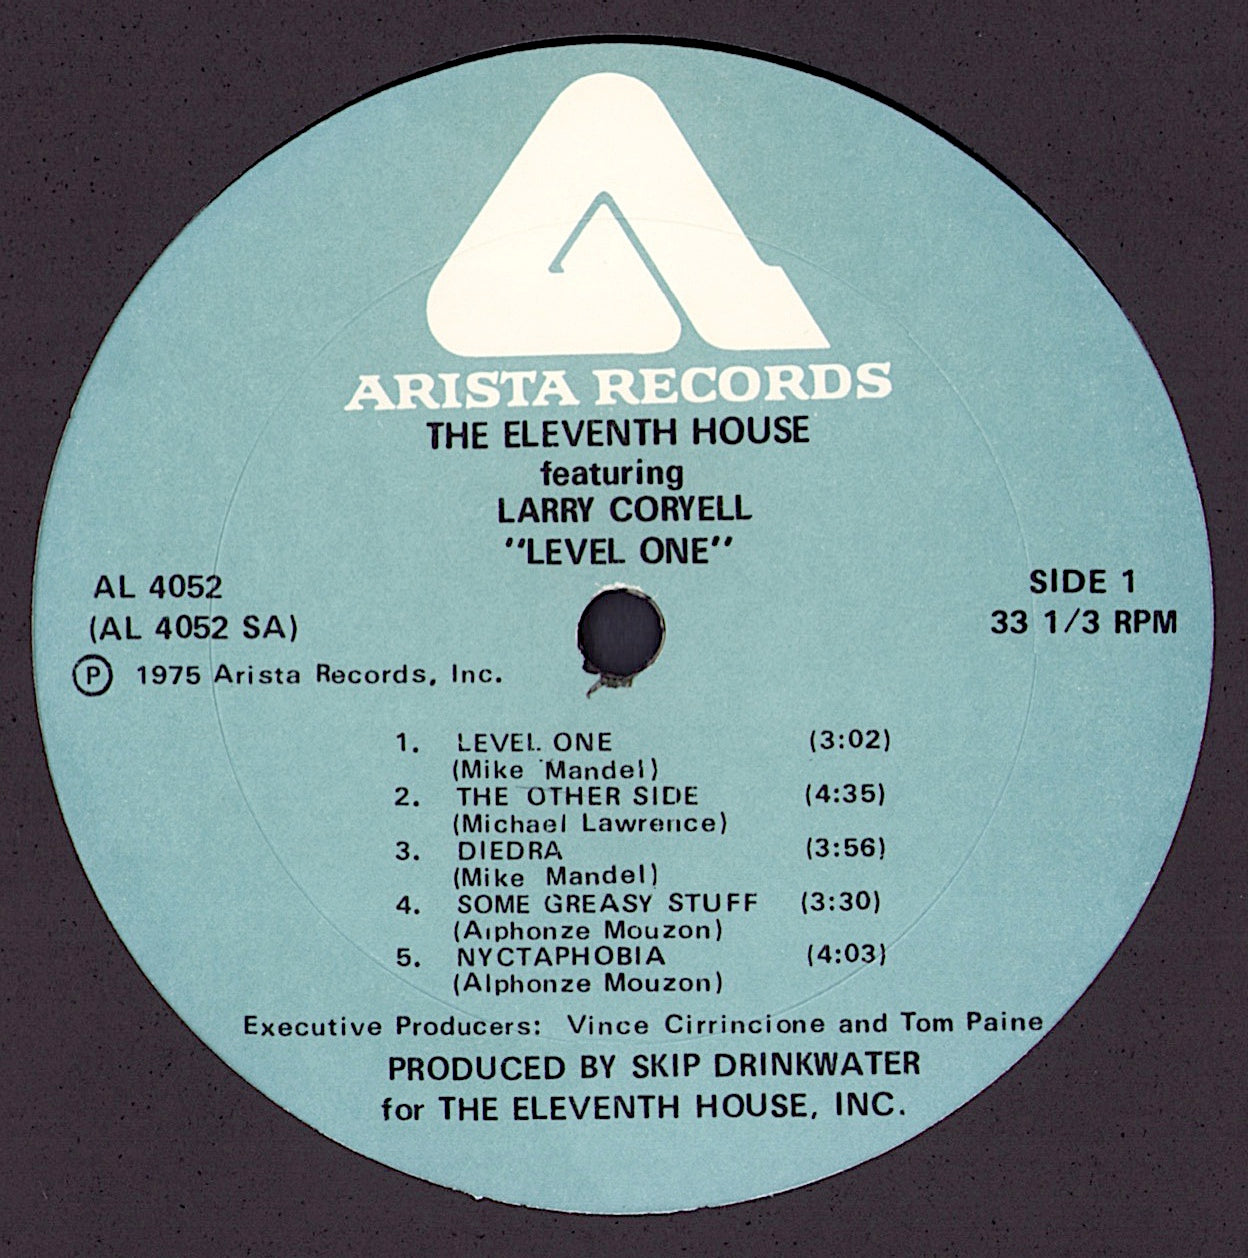 ARISTA RECORDS
THE ELEVENTH HOUSE
featuring
LARRY CORYELL
"LEVEL ONE"
AL 4052
(AL 4052 SA)
Ⓟ 1975 Arista Records, Inc.
SIDE 1
33 1/3 RPM
1. LEVEL ONE (3:02)
(Mike Mandel)
2. THE OTHER SIDE (4:35)
(Michael Lawrence)
3. DIEDRA (3:56)
(Mike Mandel)
4. SOME GREASY STUFF (3:30)
(Alphonze Mouzon)
5. NYCTAPHOBIA (4:03)
(Alphonze Mouzon)
Executive Producers: Vince Cirrincione and Tom Paine
PRODUCED BY SKIP DRINKWATER
for THE ELEVENTH HOUSE, INC.